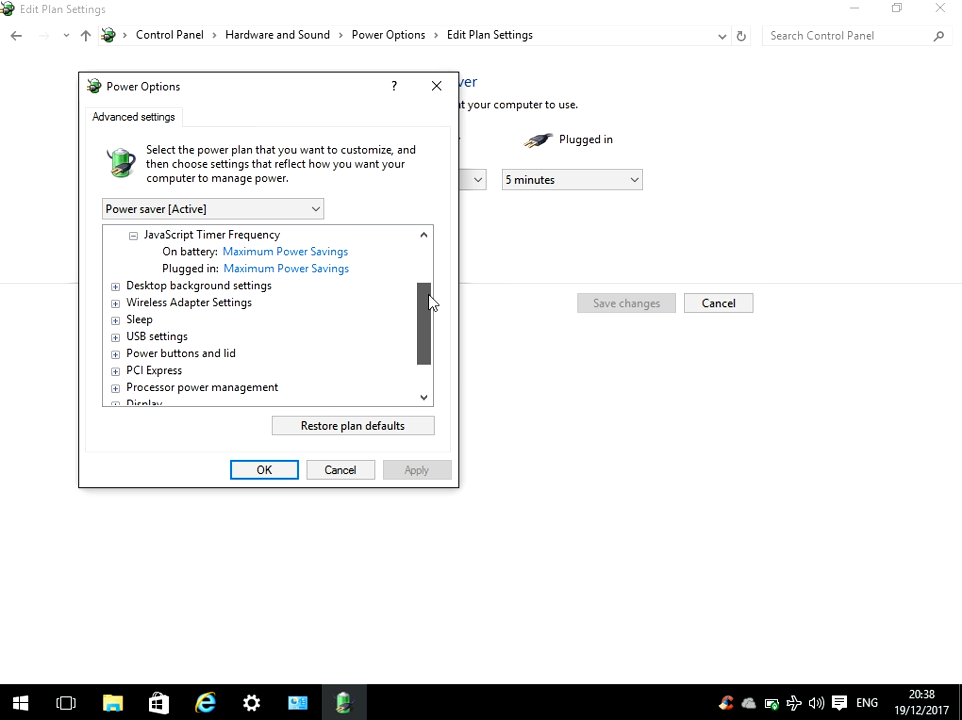 Edit Plan Settings
Control Panel > Hardware and Sound > Power Options > Edit Plan Settings
Search Control Panel
Power Options
ver
Advanced settings
at your computer to use.
Plugged in
Select the power plan that you want to customize, and
then choose settings that reflect how you want your
computer to manage power.
5 minutes
Power saver [Active]
JavaScript Timer Frequency
On battery: Maximum Power Savings
Plugged in: Maximum Power Savings
Desktop background settings
Wireless Adapter Settings
Save changes
Cancel
Sleep
USB settings
Power buttons and lid
PCI Express
Processor power management
Display
Restore plan defaults
OK
Cancel
Apply
ENG
20:38
19/12/2017